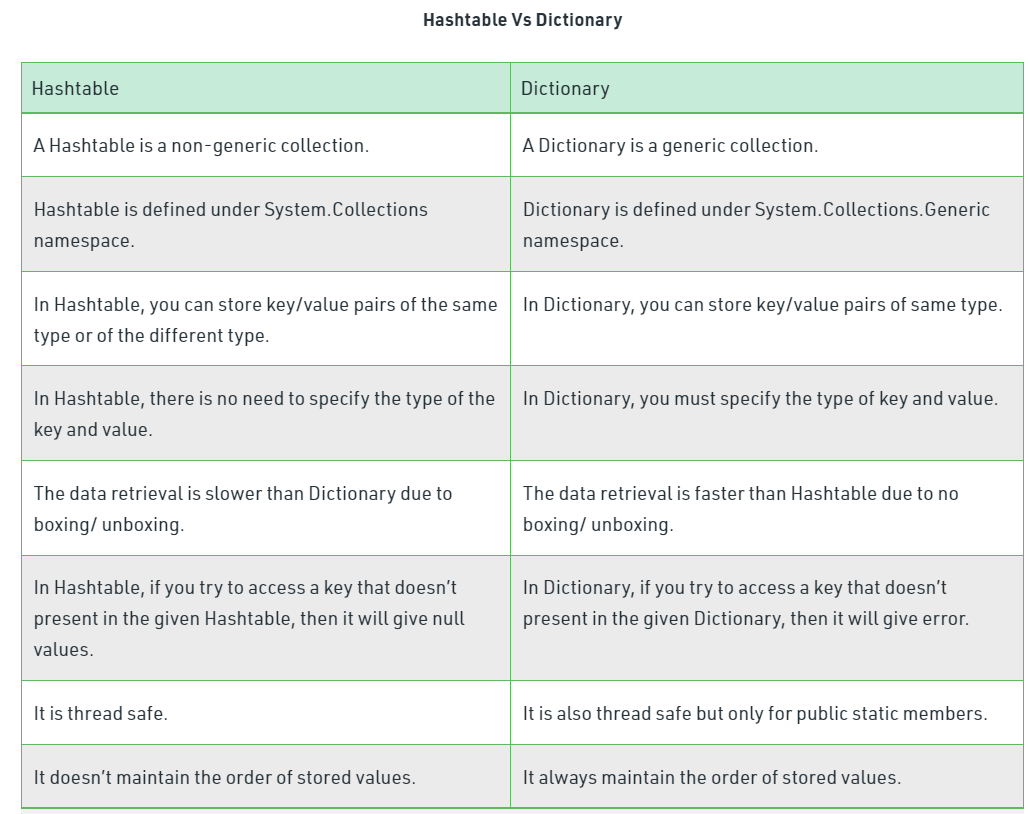 Hashtable Vs Dictionary
Hashtable
Dictionary
A Hashtable is a non-generic collection.
A Dictionary is a generic collection.
Hashtable is defined under System.Collections
namespace.
Dictionary is defined under System.Collections.Generic
namespace.
In Hashtable, you can store key/value pairs of the same
type or of the different type.
In Dictionary, you can store key/value pairs of same type.
In Hashtable, there is no need to specify the type of the
key and value.
In Dictionary, you must specify the type of key and value.
The data retrieval is slower than Dictionary due to
boxing/ unboxing.
The data retrieval is faster than Hashtable due to no
boxing/ unboxing.
In Hashtable, if you try to access a key that doesn’t
present in the given Hashtable, then it will give null
values.
In Dictionary, if you try to access a key that doesn’t
present in the given Dictionary, then it will give error.
It is thread safe.
It is also thread safe but only for public static members.
It doesn’t maintain the order of stored values.
It always maintain the order of stored values.